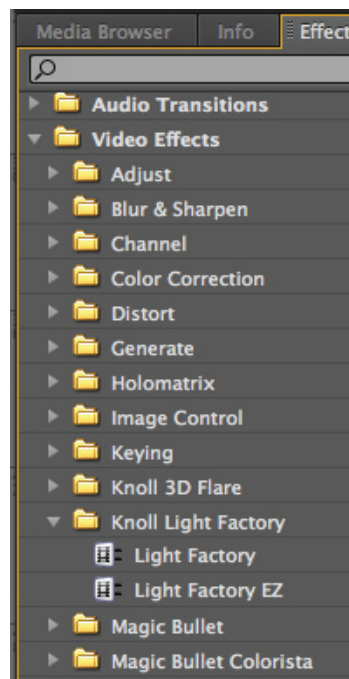 Media Browser Info Effect
Audio Transitions
Video Effects
Adjust
Blur & Sharpen
Channel
Color Correction
Distort
Generate
Holomatrix
Image Control
Keying
Knoll 3D Flare
Knoll Light Factory
Light Factory
Light Factory EZ
Magic Bullet
Magic Bullet Colorista